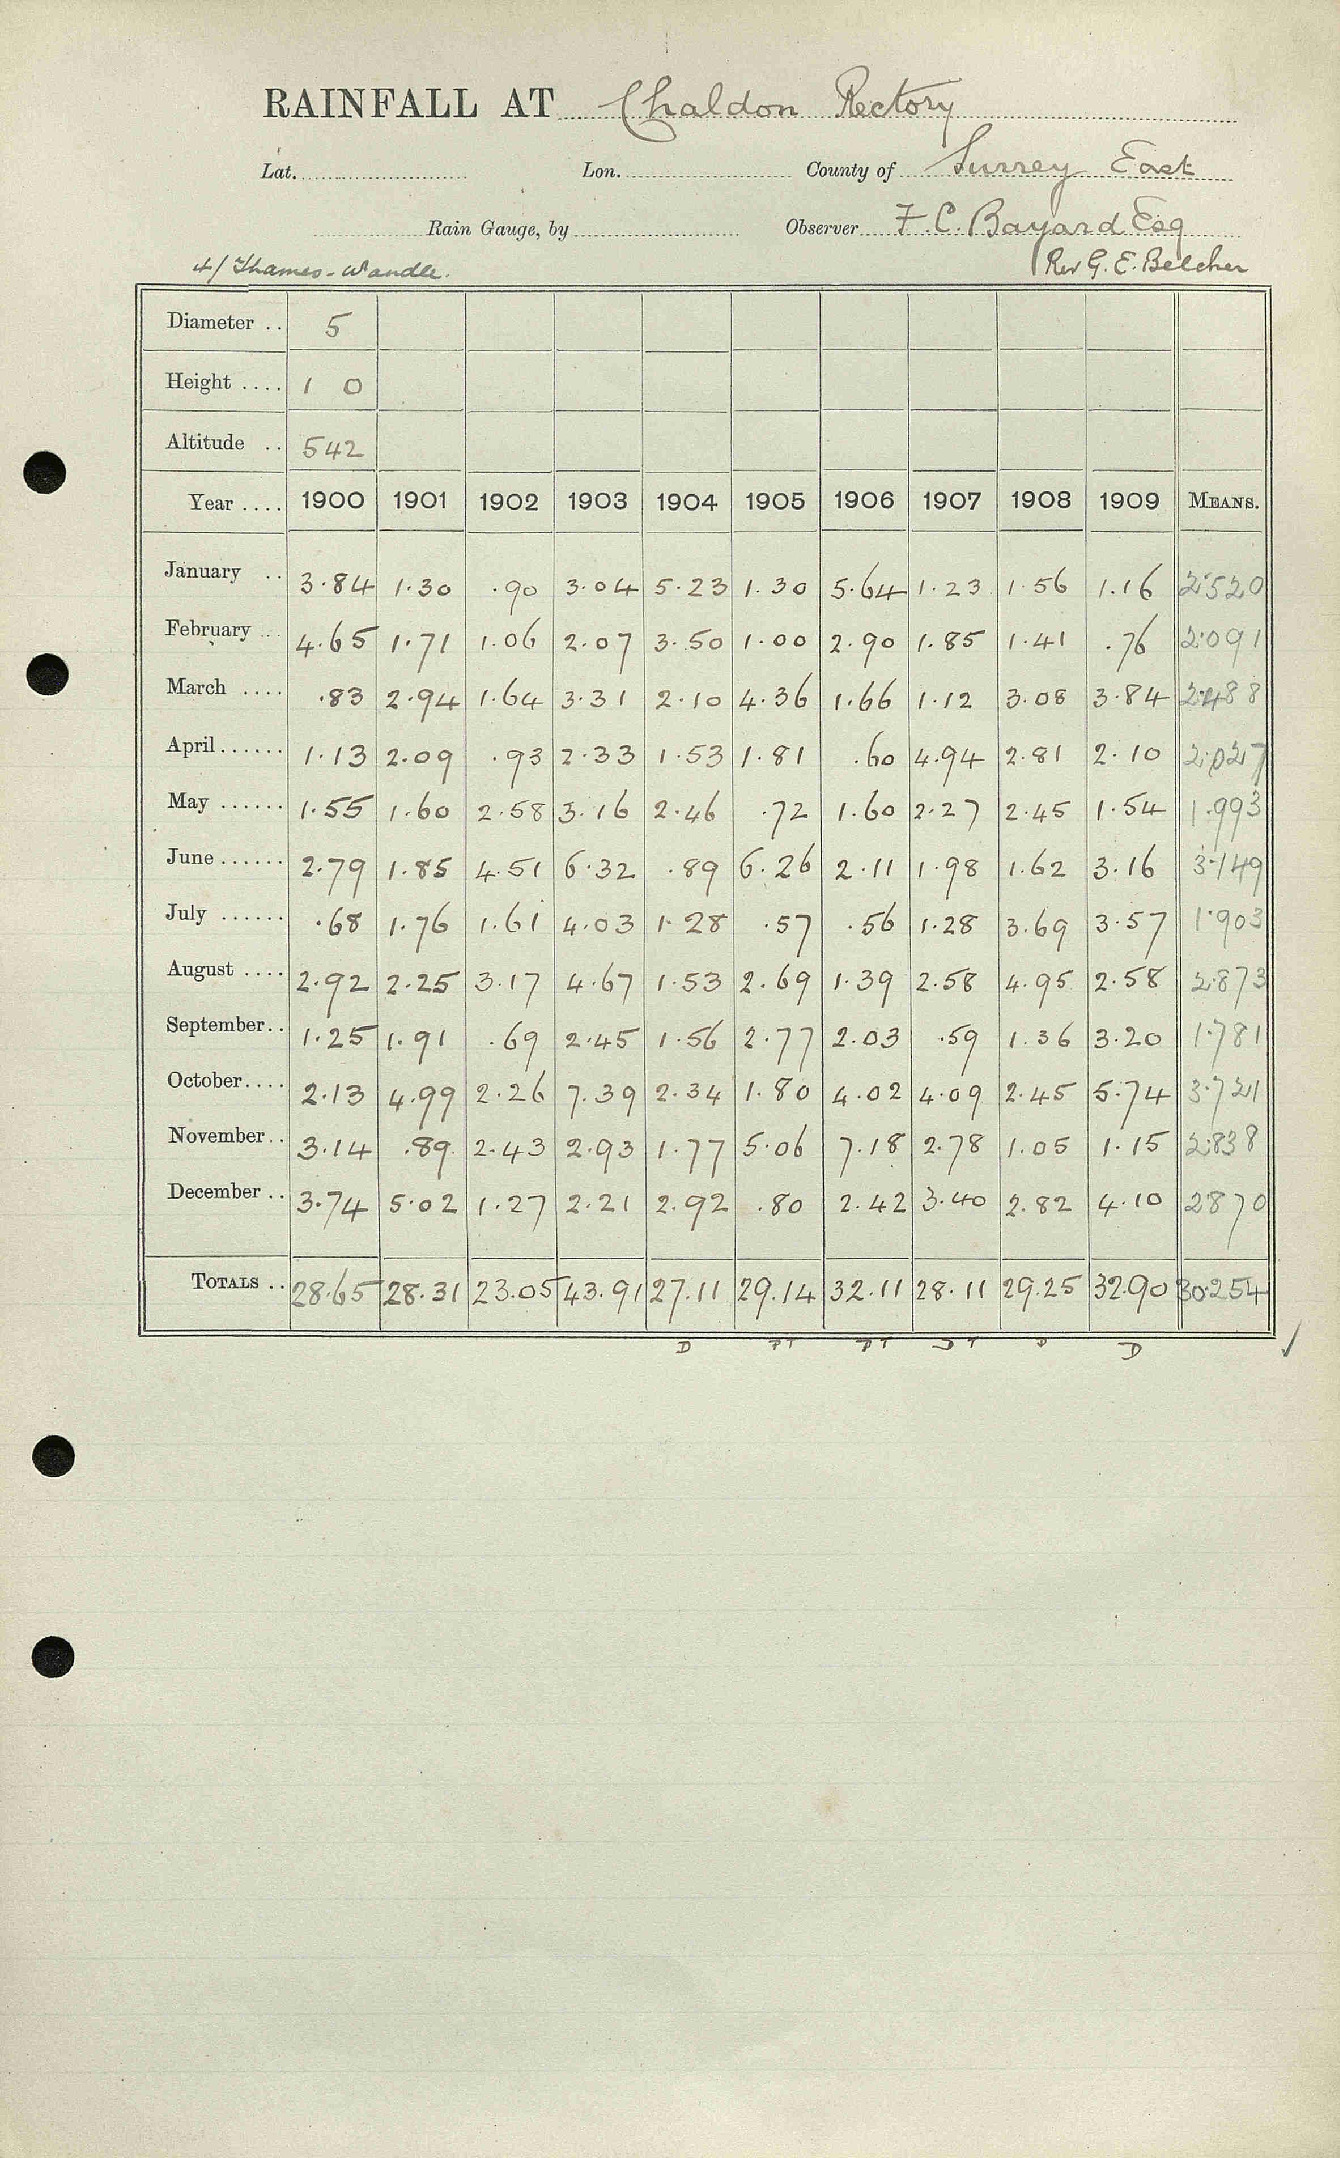 RAINFALL AT Chaldon Rectory
Lat. Lon. County of Surrey East
Rain Gauge, by Observer F. C. Bayard Esq
4/ Thames-Wandle. Rev G. E. Belcher
Diameter .. 5
Height .... 1 0
Altitude .. 542
Year .... 1900 1901 1902 1903 1904 1905 1906 1907 1908 1909 MEANS.
January .. 3.84 1.30 .90 3.04 5.23 1.30 5.64 1.23 1.56 1.16 2.520
February .. 4.65 1.71 1.06 2.07 3.50 1.00 2.90 1.85 1.41 .76 2.091
March .... .83 2.94 1.64 3.31 2.10 4.36 1.66 1.12 3.08 3.84 2.488
April ...... 1.13 2.09 .93 2.33 1.53 1.81 .60 4.94 2.81 2.10 2.027
May ...... 1.55 1.60 2.58 3.16 2.46 .72 1.60 2.27 2.45 1.54 1.993
June ...... 2.79 1.85 4.51 6.32 .89 6.26 2.11 1.98 1.62 3.16 3.149
July ...... .68 1.76 1.61 4.03 1.28 .57 .56 1.28 3.69 3.57 1.903
August .... 2.92 2.25 3.17 4.67 1.53 2.69 1.39 2.58 4.95 2.58 2.873
September.. 1.25 1.91 .69 2.45 1.56 2.77 2.03 .59 1.36 3.20 1.781
October.... 2.13 4.99 2.26 7.39 2.34 1.80 4.02 4.09 2.45 5.74 3.721
November.. 3.14 .89 2.43 2.93 1.77 5.06 7.18 2.78 1.05 1.15 2.838
December .. 3.74 5.02 1.27 2.21 2.92 .80 2.42 3.40 2.82 4.10 2870
TOTALS .. 28.65 28.31 23.05 43.91 27.11 29.14 32.11 28.11 29.25 32.90 30.254
D D